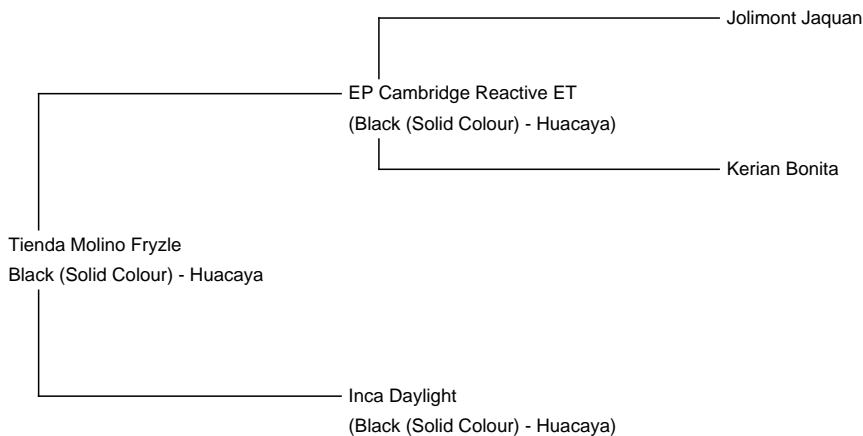 Jolimont Jaquan
EP Cambridge Reactive ET
(Black (Solid Colour) - Huacaya)
Kerian Bonita
Tienda Molino Fryzle
Black (Solid Colour) - Huacaya
Inca Daylight
(Black (Solid Colour) - Huacaya)